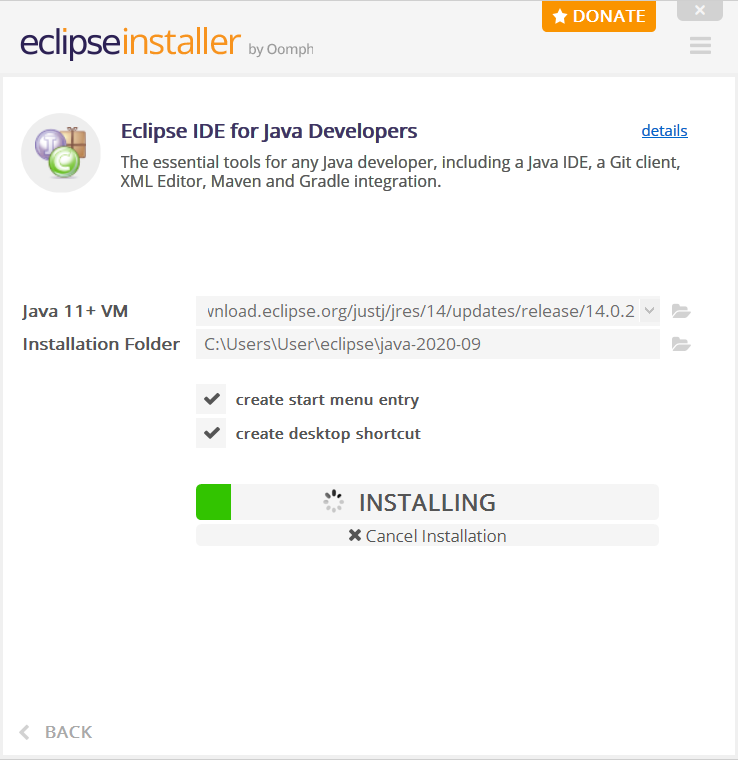 DONATE
eclipseinstaller by Oomph
Eclipse IDE for Java Developers
details
The essential tools for any Java developer, including a Java IDE, a Git client,
XML Editor, Maven and Gradle integration.
Java 11+ VM
wnload.eclipse.org/justj/jres/14/updates/release/14.0.2
Installation Folder
C:\Users\User\eclipse\java-2020-09
create start menu entry
create desktop shortcut
INSTALLING
Cancel Installation
BACK